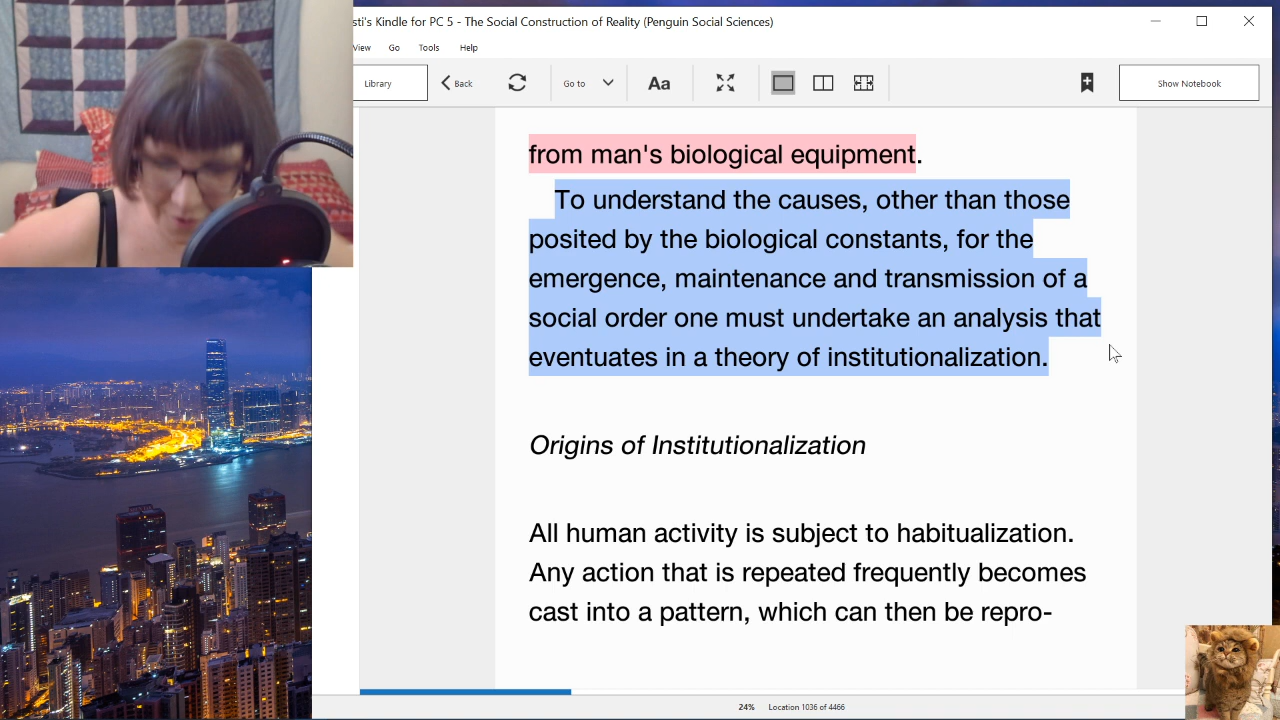 sti's Kindle for PC 5 - The Social Construction of Reality (Penguin Social Sciences)
View Go Tools Help
Library Back Go to Aa Show Notebook
from man's biological equipment.
To understand the causes, other than those
posited by the biological constants, for the
emergence, maintenance and transmission of a
social order one must undertake an analysis that
eventuates in a theory of institutionalization.
Origins of Institutionalization
All human activity is subject to habitualization.
Any action that is repeated frequently becomes
cast into a pattern, which can then be repro-
24% Location 1036 of 4466